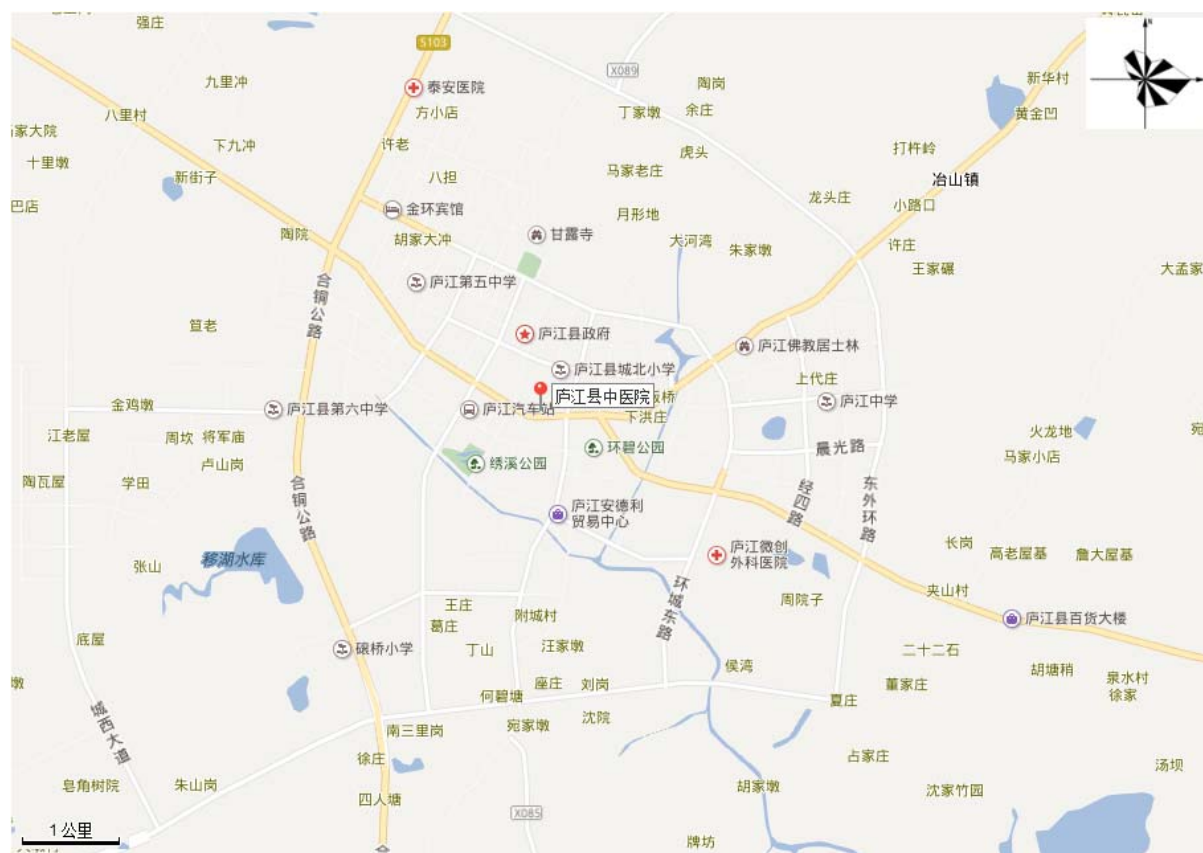 强庄
S103
X089
N
九里冲
泰安医院
陶岗
新华村
八里村
方小店
丁家墩
余庄
黄金凹
十里墩
下九冲
许老
虎头
打杵岭
新街子
八担
马家老庄
冶山镇
巴店
金环宾馆
月形地
龙头庄
小路口
陶院
胡家大冲
甘露寺
大河湾
朱家墩
许庄
王家碾
大孟家
庐江第五中学
合铜公路
笪老
庐江县政府
庐江佛教居士林
庐江县城北小学
上代庄
庐江县中医院
金鸡墩
庐江县第六中学
庐江汽车站
下洪庄
庐江中学
江老屋
周坎
将军庙
环碧公园
晨光路
火龙地
卢山岗
绣溪公园
马家小店
陶瓦屋
学田
合铜公路
经四路
东外环路
庐江安德利
贸易中心
移湖水库
张山
庐江微创
外科医院
长岗
高老屋基
詹大屋基
环城东路
周院子
夹山村
王庄
附城村
庐江县百货大楼
葛庄
底屋
碾桥小学
丁山
汪家墩
二十二石
侯湾
胡塘稍
泉水村
徐家
座庄
刘岗
董家庄
何碧塘
夏庄
城西大道
南三里岗
宛家墩
沈院
徐庄
占家庄
汤坝
皂角树院
朱山岗
四人塘
胡家墩
沈家竹园
X085
1公里
牌坊